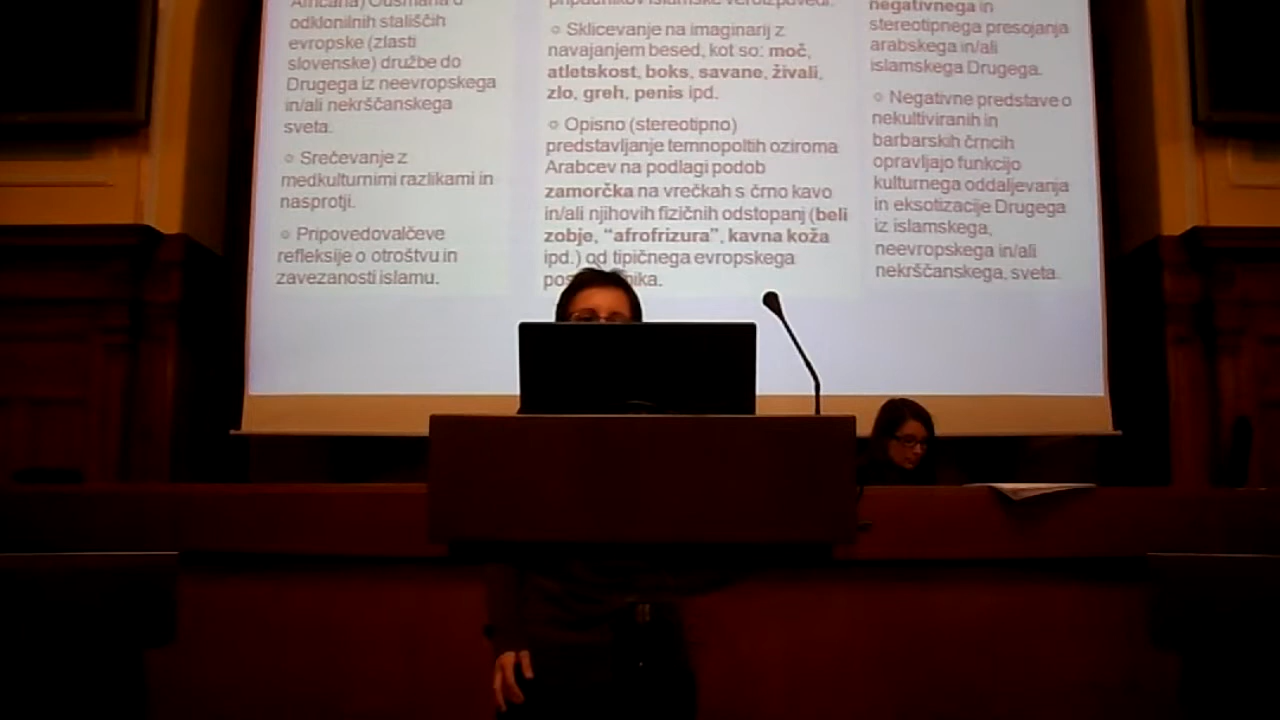 odklonilnih stališčih
evropske (zlasti
slovenske) družbe do
Drugega iz neevropskega
in/ali nekrščanskega
sveta.
○ Srečevanje z
medkulturnimi razlikami in
nasprotji.
○ Pripovedovalčeve
refleksije o otroštvu in
zavezanosti islamu.
pripadnikov islamske veroizpovedi.
○ Sklicevanje na imaginarij z
navajanjem besed, kot so: moč,
atletskost, boks, savane, živali,
zlo, greh, penis ipd.
○ Opisno (stereotipno)
predstavljanje temnopoltih oziroma
Arabcev na podlagi podob
zamorčka na vrečkah s črno kavo
in/ali njihovih fizičnih odstopanj (beli
zobje, “afrofrizura”, kavna koža
ipd.) od tipičnega evropskega
negativnega in
stereotipnega presojanja
arabskega in/ali
islamskega Drugega.
○ Negativne predstave o
nekultiviranih in
barbarskih črncih
opravljajo funkcijo
kulturnega oddaljevanja
in eksotizacije Drugega
iz islamskega,
neevropskega in/ali
nekrščanskega, sveta.